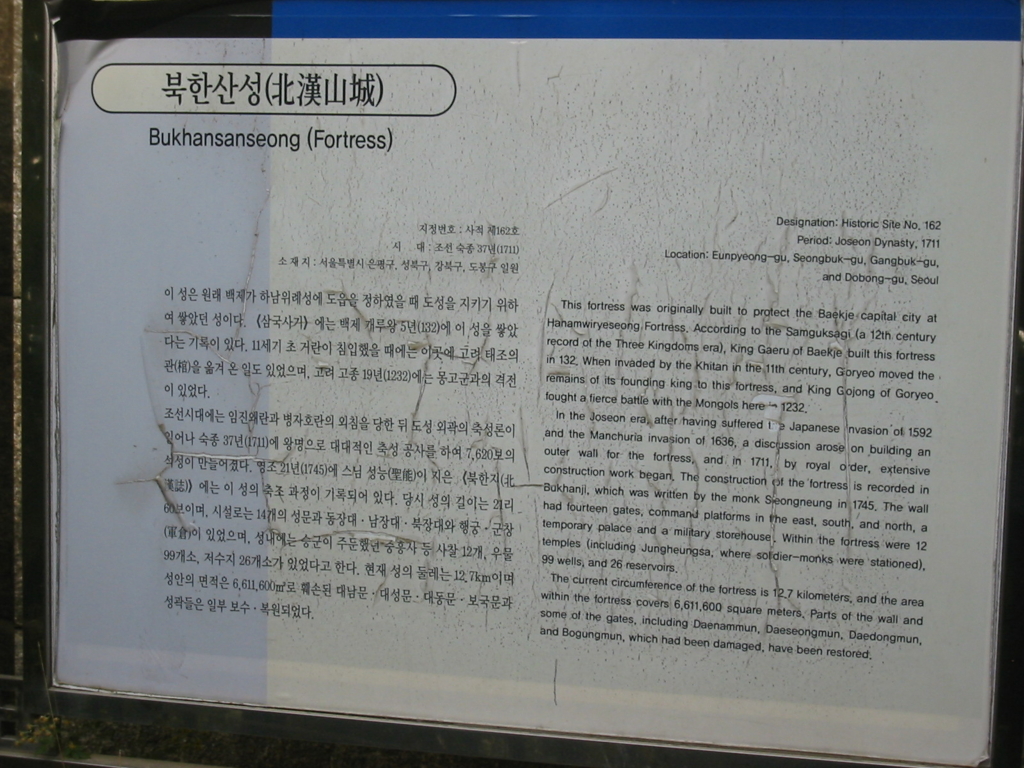 북한산성(北漢山城)
Bukhansanseong (Fortress)
지정번호 : 사적 제162호
시 대 : 조선 숙종 37년(1711)
소 재 지 : 서울특별시 은평구, 성북구, 강북구, 도봉구 일원
이 성은 원래 백제가 하남위례성에 도읍을 정하였을 때 도성을 지키기 위하
여 쌓았던 성이다. 《삼국사기》에는 백제 개루왕 5년(132)에 이 성을 쌓았
다는 기록이 있다. 11세기 초 거란이 침입했을 때에는 이곳에 고려 태조의
관(棺)을 옮겨 온 일도 있었으며, 고려 고종 19년(1232)에는 몽고군과의 격전
이 있었다.
조선시대에는 임진왜란과 병자호란의 외침을 당한 뒤 도성 외곽의 축성론이
일어나 숙종 37년(1711)에 왕명으로 대대적인 축성 공사를 하여 7,620보의
석성이 만들어졌다. 영조 21년(1745)에 스님 성능(聖能)이 지은 《북한지(北
漢誌)》에는 이 성의 축조 과정이 기록되어 있다. 당시 성의 길이는 21리
60보이며, 시설로는 14개의 성문과 동장대·남장대·북장대와 행궁·군창
(軍倉)이 있었으며, 성내에는 승군이 주둔했던 중흥사 등 사찰 12개, 우물
99개소, 저수지 26개소가 있었다고 한다. 현재 성의 둘레는 12.7km이며
성안의 면적은 6,611,600㎡로 훼손된 대남문·대성문·대동문·보국문과
성곽들은 일부 보수·복원되었다.
Designation: Historic Site No. 162
Period: Joseon Dynasty, 1711
Location: Eunpyeong-gu, Seongbuk-gu, Gangbuk-gu,
and Dobong-gu, Seoul
This fortress was originally built to protect the Baekje capital city at
Hanamwiryeseong Fortress. According to the Samguksagi (a 12th century
record of the Three Kingdoms era), King Gaeru of Baekje built this fortress
in 132. When invaded by the Khitan in the 11th century, Goryeo moved the
remains of its founding king to this fortress, and King Gojong of Goryeo
fought a fierce battle with the Mongols here in 1232.
In the Joseon era, after having suffered the Japanese invasion of 1592
and the Manchuria invasion of 1636, a discussion arose on building an
outer wall for the fortress, and in 1711, by royal order, extensive
construction work began. The construction of the fortress is recorded in
Bukhanji, which was written by the monk Seongneung in 1745. The wall
had fourteen gates, command platforms in the east, south, and north, a
temporary palace and a military storehouse. Within the fortress were 12
temples (including Jungheungsa, where soldier-monks were stationed),
99 wells, and 26 reservoirs.
The current circumference of the fortress is 12.7 kilometers, and the area
within the fortress covers 6,611,600 square meters. Parts of the wall and
some of the gates, including Daenammun, Daeseongmun, Daedongmun,
and Bogungmun, which had been damaged, have been restored.